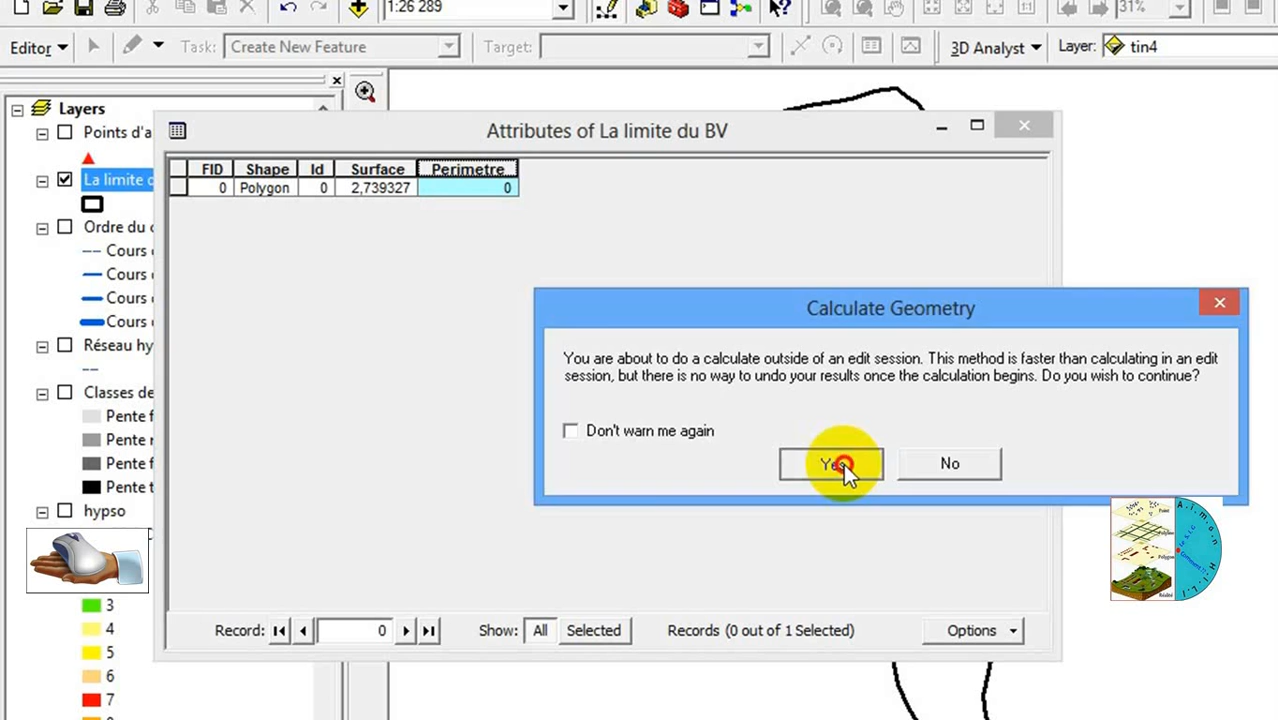 1:26 289
31%
Editor
Task: Create New Feature
Target:
3D Analyst
Layer: tin4
Layers
Points d'a
La limite
Ordre du c
Cours
Cours
Cours
Cours
Réseau hy
Classes de
Pente f
Pente
Pente f
Pente t
hypso
3
4
5
6
7
Attributes of La limite du BV
FID Shape Id Surface Perimetre
0 Polygon 0 2,739327 0
Calculate Geometry
You are about to do a calculate outside of an edit session. This method is faster than calculating in an edit
session, but there is no way to undo your results once the calculation begins. Do you wish to continue?
Don't warn me again
Yes
No
Record: 0 Show: All Selected Records (0 out of 1 Selected) Options